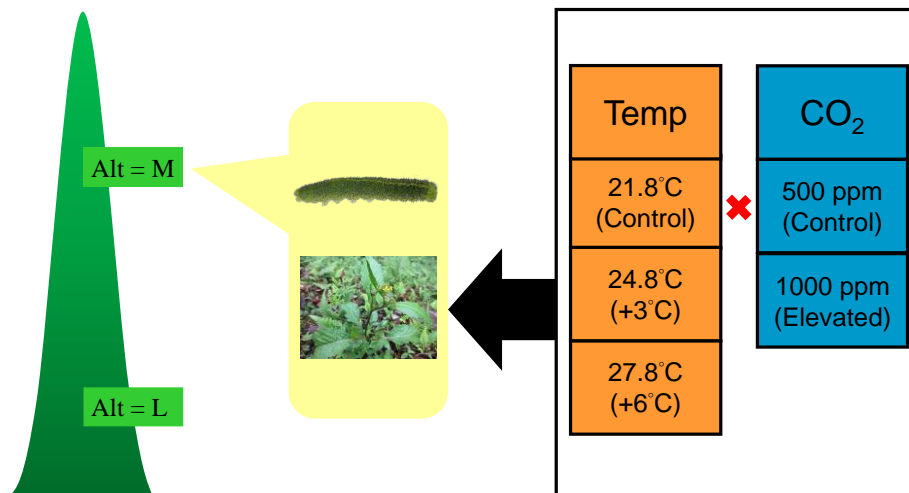 Alt = M
Alt = L
Temp
21.8°C
(Control)
24.8°C
(+3°C)
27.8°C
(+6°C)
✖
CO₂
500 ppm
(Control)
1000 ppm
(Elevated)